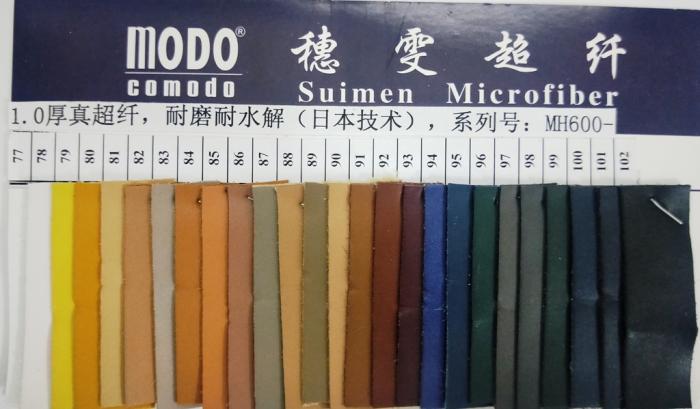 MODO®
comodo
穗雯超纤
Suimen Microfiber
1.0厚真超纤，耐磨耐水解（日本技术），系列号：MH600-
77 78 79 80 81 82 83 84 85 86 87 88 89 90 91 92 93 94 95 96 97 98 99 100 101 102